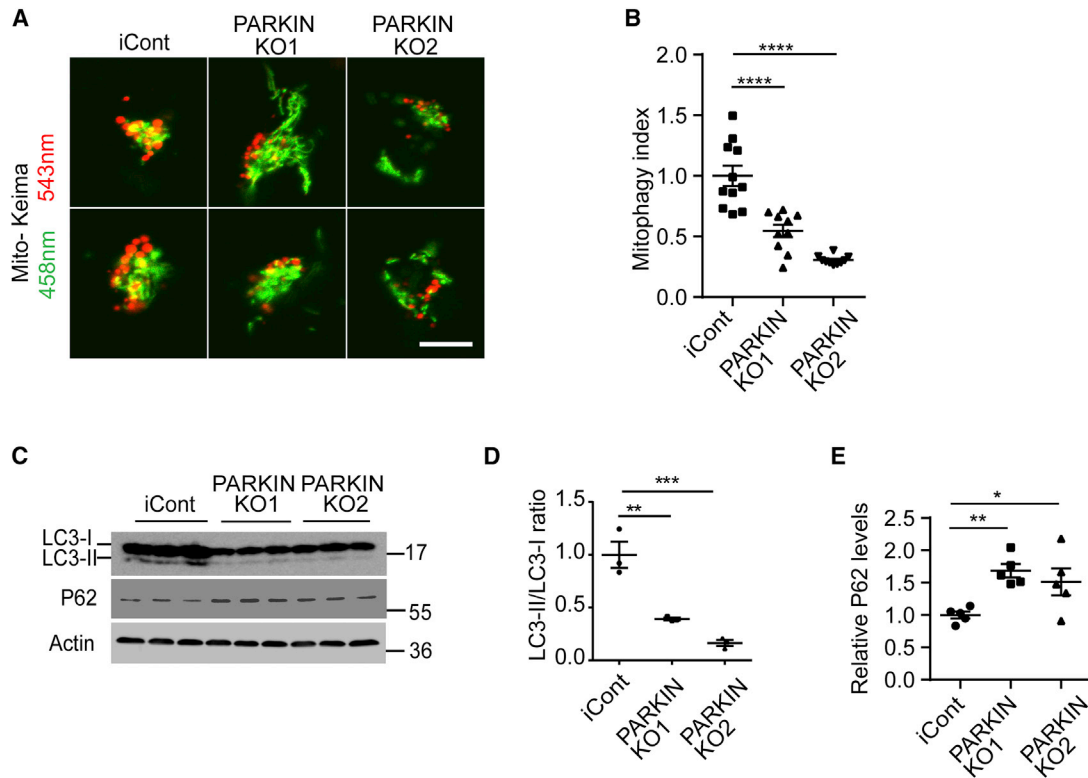 A
iCont
PARKIN
KO1
PARKIN
KO2
Mito- Keima
543nm
458nm
B
Mitophagy index
2.0
1.5
1.0
0.5
0.0
****
****
iCont
PARKIN
KO1
PARKIN
KO2
C
iCont
PARKIN
KO1
PARKIN
KO2
LC3-I
LC3-II
17
P62
55
Actin
36
D
LC3-II/LC3-I ratio
1.5
1.0
0.5
0.0
***
**
iCont
PARKIN
KO1
PARKIN
KO2
E
Relative P62 levels
2.5
2.0
1.5
1.0
0.5
0.0
*
**
iCont
PARKIN
KO1
PARKIN
KO2